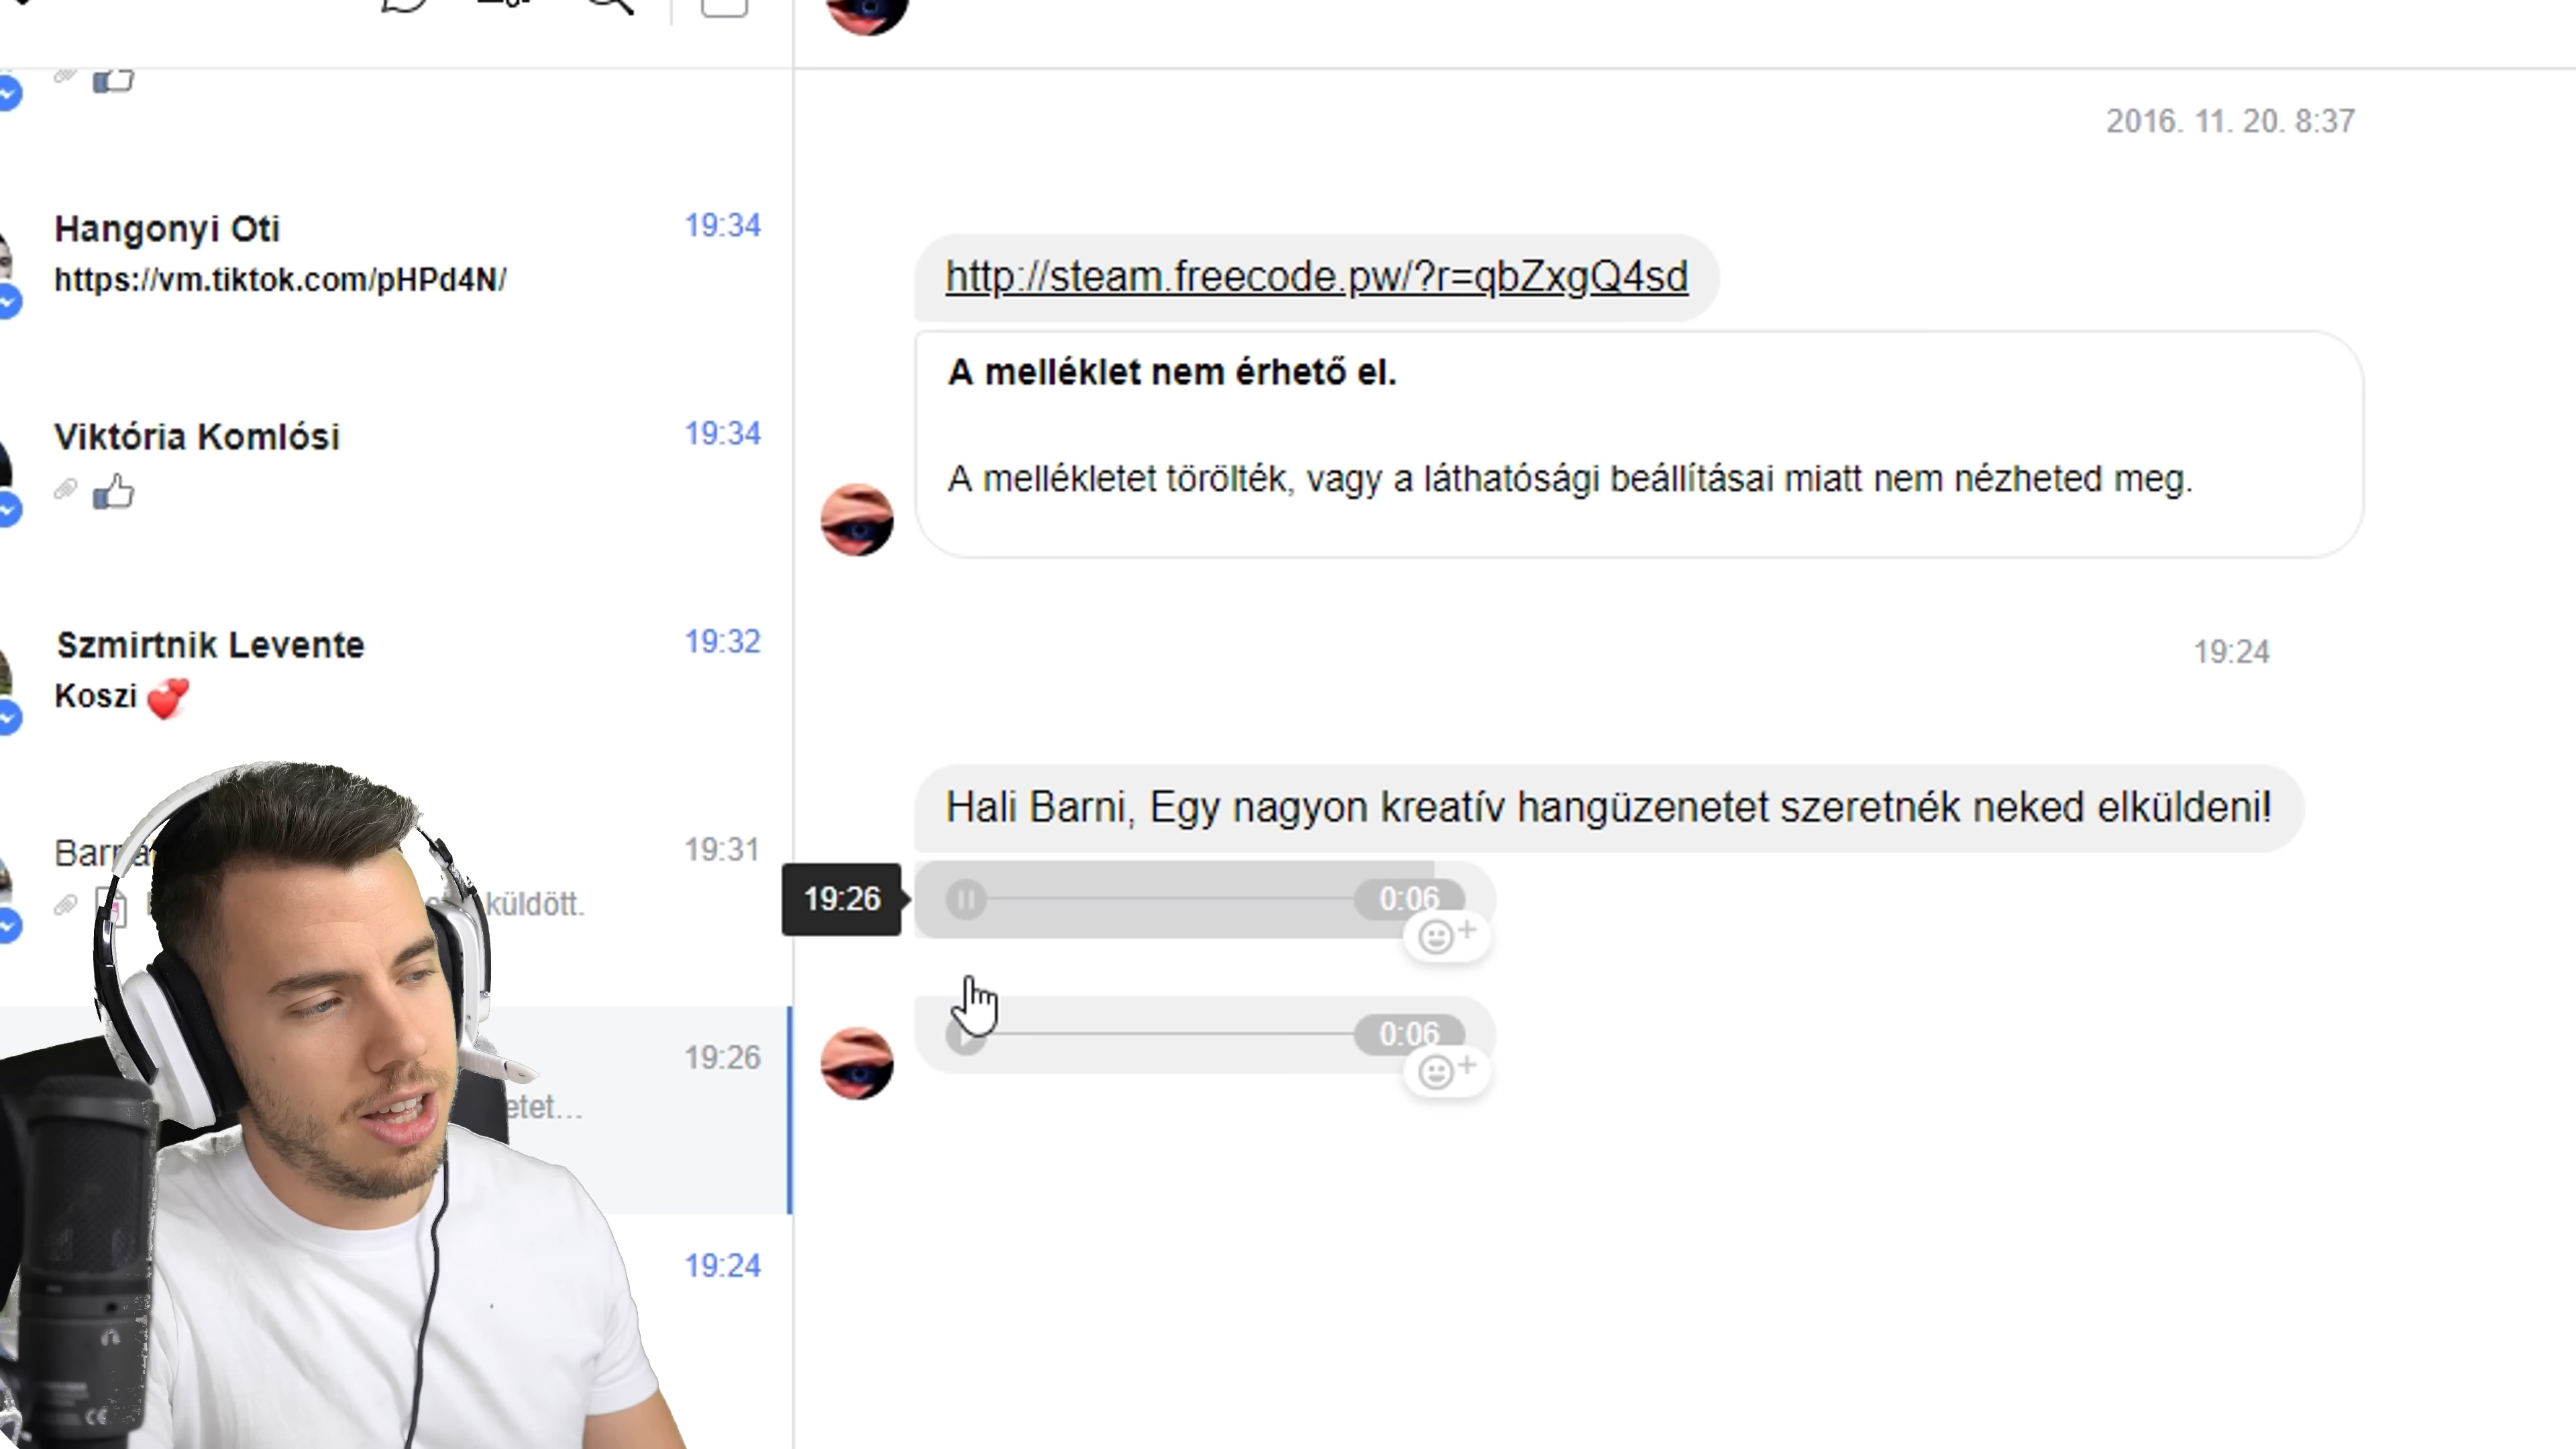 Hangonyi Oti
19:34
https://vm.tiktok.com/pHPd4N/
Viktória Komlósi
19:34
Szmirtnik Levente
19:32
Koszi
19:31
küldött.
19:26
19:24
2016. 11. 20. 8:37
http://steam.freecode.pw/?r=qbZxgQ4sd
A melléklet nem érhető el.
A mellékletet törölték, vagy a láthatósági beállításai miatt nem nézheted meg.
19:24
Hali Barni, Egy nagyon kreatív hangüzenetet szeretnék neked elküldeni!
19:26
0:06
0:06